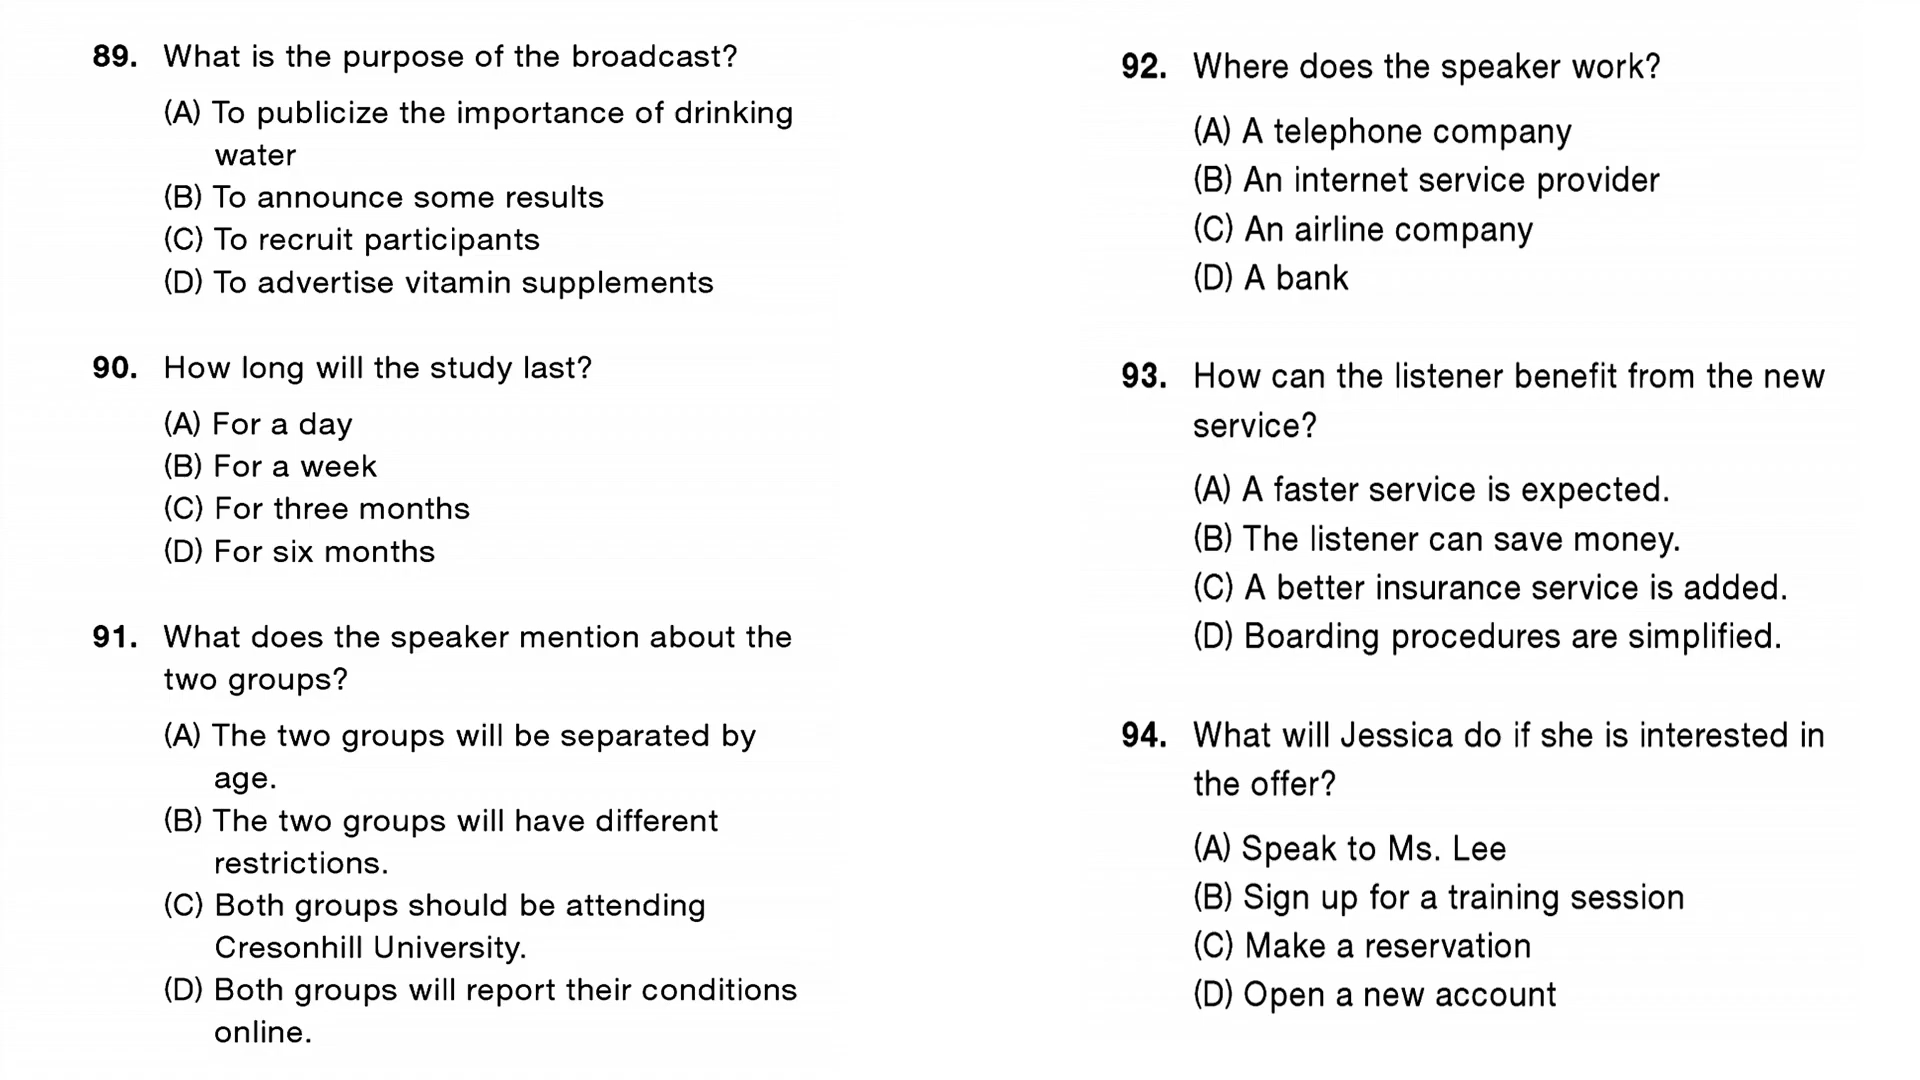 89. What is the purpose of the broadcast?
(A) To publicize the importance of drinking
water
(B) To announce some results
(C) To recruit participants
(D) To advertise vitamin supplements
90. How long will the study last?
(A) For a day
(B) For a week
(C) For three months
(D) For six months
91. What does the speaker mention about the
two groups?
(A) The two groups will be separated by
age.
(B) The two groups will have different
restrictions.
(C) Both groups should be attending
Cresonhill University.
(D) Both groups will report their conditions
online.
92. Where does the speaker work?
(A) A telephone company
(B) An internet service provider
(C) An airline company
(D) A bank
93. How can the listener benefit from the new
service?
(A) A faster service is expected.
(B) The listener can save money.
(C) A better insurance service is added.
(D) Boarding procedures are simplified.
94. What will Jessica do if she is interested in
the offer?
(A) Speak to Ms. Lee
(B) Sign up for a training session
(C) Make a reservation
(D) Open a new account